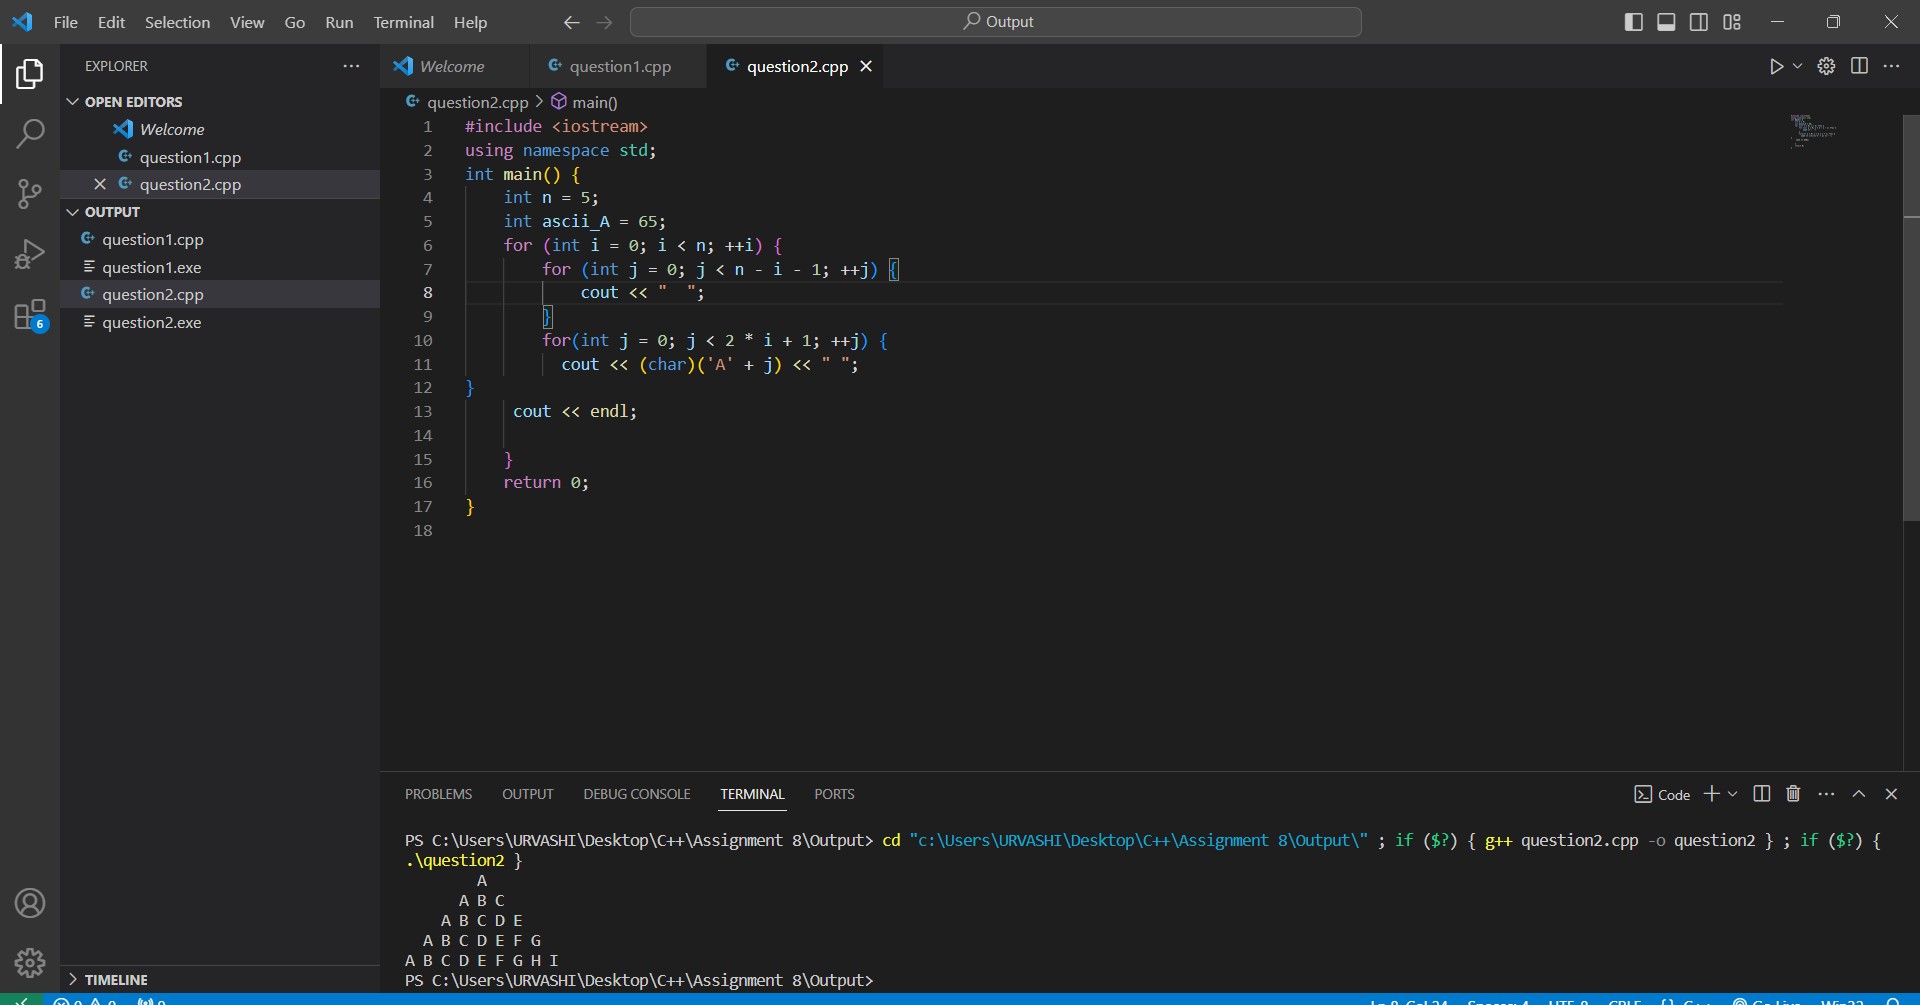 File Edit Selection View Go Run Terminal Help
Output
EXPLORER
OPEN EDITORS
Welcome
question1.cpp
question2.cpp
OUTPUT
question1.cpp
question1.exe
question2.cpp
question2.exe
TIMELINE
6
Welcome question1.cpp question2.cpp
question2.cpp > main()
1 #include <iostream>
2 using namespace std;
3 int main() {
4 int n = 5;
5 int ascii_A = 65;
6 for (int i = 0; i < n; ++i) {
7 for (int j = 0; j < n - i - 1; ++j) {
8 cout << "  ";
9 }
10 for(int j = 0; j < 2 * i + 1; ++j) {
11 cout << (char)('A' + j) << " ";
12 }
13 cout << endl;
14
15 }
16 return 0;
17 }
18
PROBLEMS OUTPUT DEBUG CONSOLE TERMINAL PORTS
Code
PS C:\Users\URVASHI\Desktop\C++\Assignment 8\Output> cd "c:\Users\URVASHI\Desktop\C++\Assignment 8\Output\" ; if ($?) { g++ question2.cpp -o question2 } ; if ($?) {
.\question2 }
A
A B C
A B C D E
A B C D E F G
A B C D E F G H I
PS C:\Users\URVASHI\Desktop\C++\Assignment 8\Output>